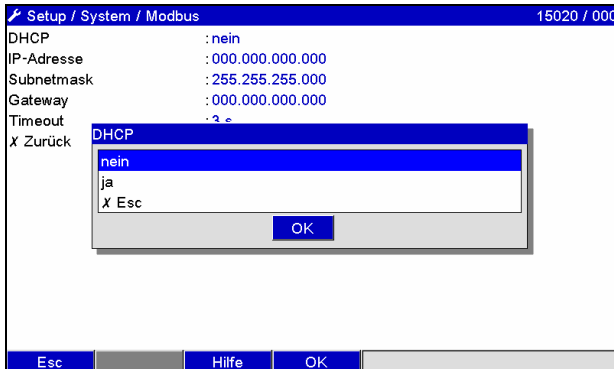 Setup / System / Modbus 15020 / 000
DHCP : nein
IP-Adresse : 000.000.000.000
Subnetmask : 255.255.255.000
Gateway : 000.000.000.000
Timeout : 3 s
X Zurück
DHCP
nein
ja
X Esc
OK
Esc Hilfe OK